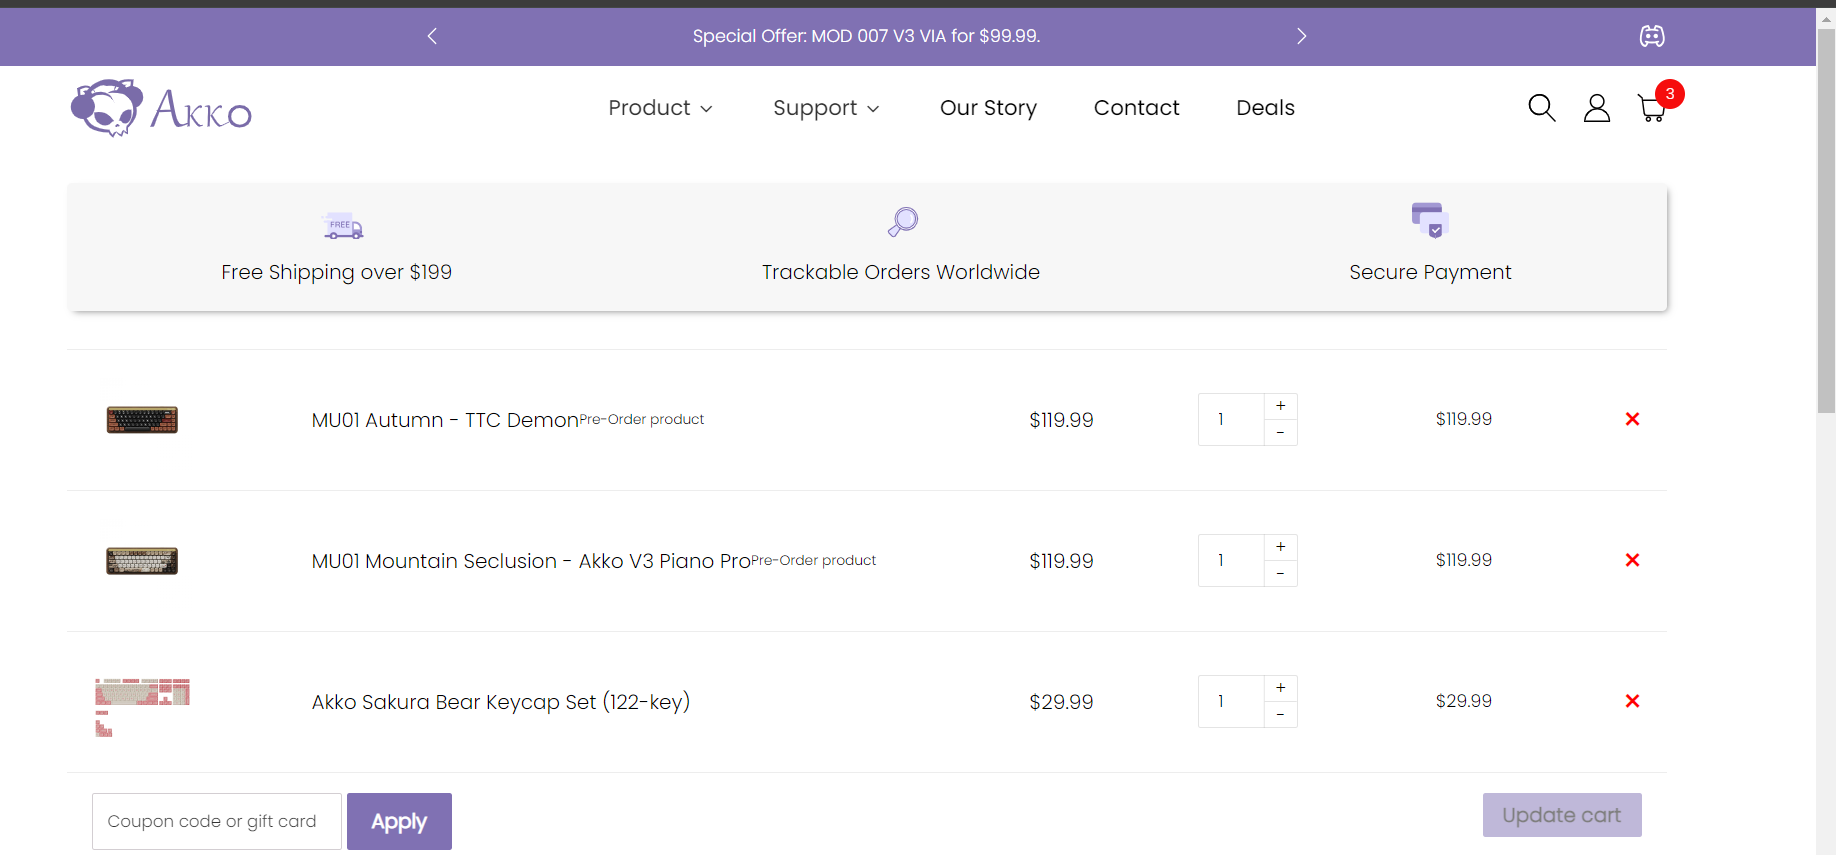 Special Offer: MOD 007 V3 VIA for $99.99.
AKKO
Product
Support
Our Story
Contact
Deals
3
FREE
Free Shipping over $199
Trackable Orders Worldwide
Secure Payment
MU01 Autumn - TTC DemonPre-Order product
$119.99
1
+
-
$119.99
MU01 Mountain Seclusion - Akko V3 Piano ProPre-Order product
$119.99
1
+
-
$119.99
Akko Sakura Bear Keycap Set (122-key)
$29.99
1
+
-
$29.99
Coupon code or gift card
Apply
Update cart